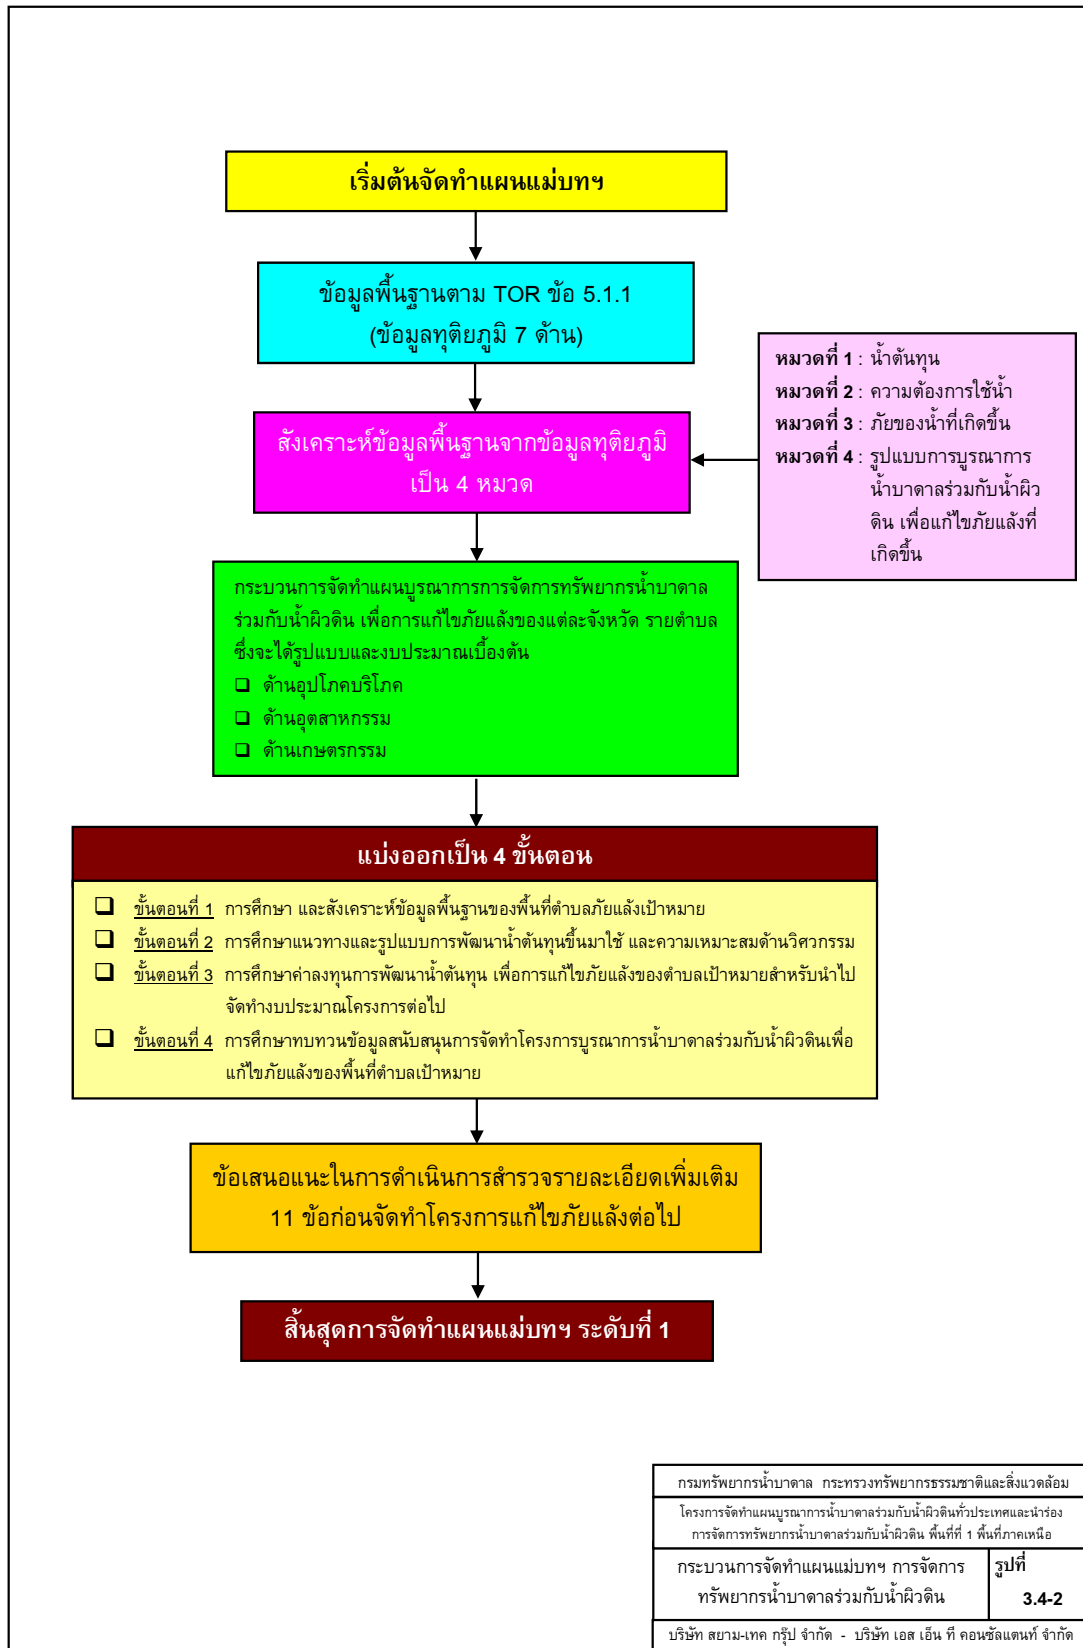 เริ่มต้นจัดทำแผนแม่บทฯ
ข้อมูลพื้นฐานตาม TOR ข้อ 5.1.1
(ข้อมูลทุติยภูมิ 7 ด้าน)
สังเคราะห์ข้อมูลพื้นฐานจากข้อมูลทุติยภูมิ
เป็น 4 หมวด
หมวดที่ 1 : น้ำต้นทุน
หมวดที่ 2 : ความต้องการใช้น้ำ
หมวดที่ 3 : ภัยของน้ำที่เกิดขึ้น
หมวดที่ 4 : รูปแบบการบูรณาการ
น้ำบาดาลร่วมกับน้ำผิว
ดิน เพื่อแก้ไขภัยแล้งที่
เกิดขึ้น
กระบวนการจัดทำแผนบูรณาการการจัดการทรัพยากรน้ำบาดาล
ร่วมกับน้ำผิวดิน เพื่อการแก้ไขภัยแล้งของแต่ละจังหวัด รายตำบล
ซึ่งจะได้รูปแบบและงบประมาณเบื้องต้น
❑ ด้านอุปโภคบริโภค
❑ ด้านอุตสาหกรรม
❑ ด้านเกษตรกรรม
แบ่งออกเป็น 4 ขั้นตอน
❑ ขั้นตอนที่ 1 การศึกษา และสังเคราะห์ข้อมูลพื้นฐานของพื้นที่ตำบลภัยแล้งเป้าหมาย
❑ ขั้นตอนที่ 2 การศึกษาแนวทางและรูปแบบการพัฒนาน้ำต้นทุนขึ้นมาใช้ และความเหมาะสมด้านวิศวกรรม
❑ ขั้นตอนที่ 3 การศึกษาค่าลงทุนการพัฒนาน้ำต้นทุน เพื่อการแก้ไขภัยแล้งของตำบลเป้าหมายสำหรับนำไป
จัดทำงบประมาณโครงการต่อไป
❑ ขั้นตอนที่ 4 การศึกษาทบทวนข้อมูลสนับสนุนการจัดทำโครงการบูรณาการน้ำบาดาลร่วมกับน้ำผิวดินเพื่อ
แก้ไขภัยแล้งของพื้นที่ตำบลเป้าหมาย
ข้อเสนอแนะในการดำเนินการสำรวจรายละเอียดเพิ่มเติม
11 ข้อก่อนจัดทำโครงการแก้ไขภัยแล้งต่อไป
สิ้นสุดการจัดทำแผนแม่บทฯ ระดับที่ 1
กรมทรัพยากรน้ำบาดาล กระทรวงทรัพยากรธรรมชาติและสิ่งแวดล้อม
โครงการจัดทำแผนบูรณาการน้ำบาดาลร่วมกับน้ำผิวดินทั่วประเทศและนำร่อง
การจัดการทรัพยากรน้ำบาดาลร่วมกับน้ำผิวดิน พื้นที่ที่ 1 พื้นที่ภาคเหนือ
กระบวนการจัดทำแผนแม่บทฯ การจัดการ
ทรัพยากรน้ำบาดาลร่วมกับน้ำผิวดิน
รูปที่
3.4-2
บริษัท สยาม-เทค กรุ๊ป จำกัด - บริษัท เอส เอ็น ที คอนซัลแตนท์ จำกัด